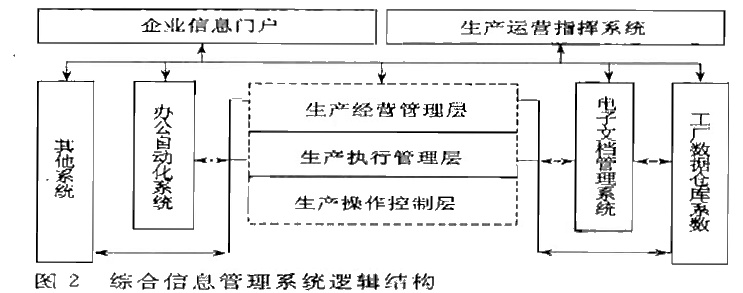 企业信息门户
生产运营指挥系统
其他系统
办公自动化系统
生产经营管理层
生产执行管理层
生产操作控制层
电子文档管理系统
工厂数据仓库系数
图2 综合信息管理系统逻辑结构